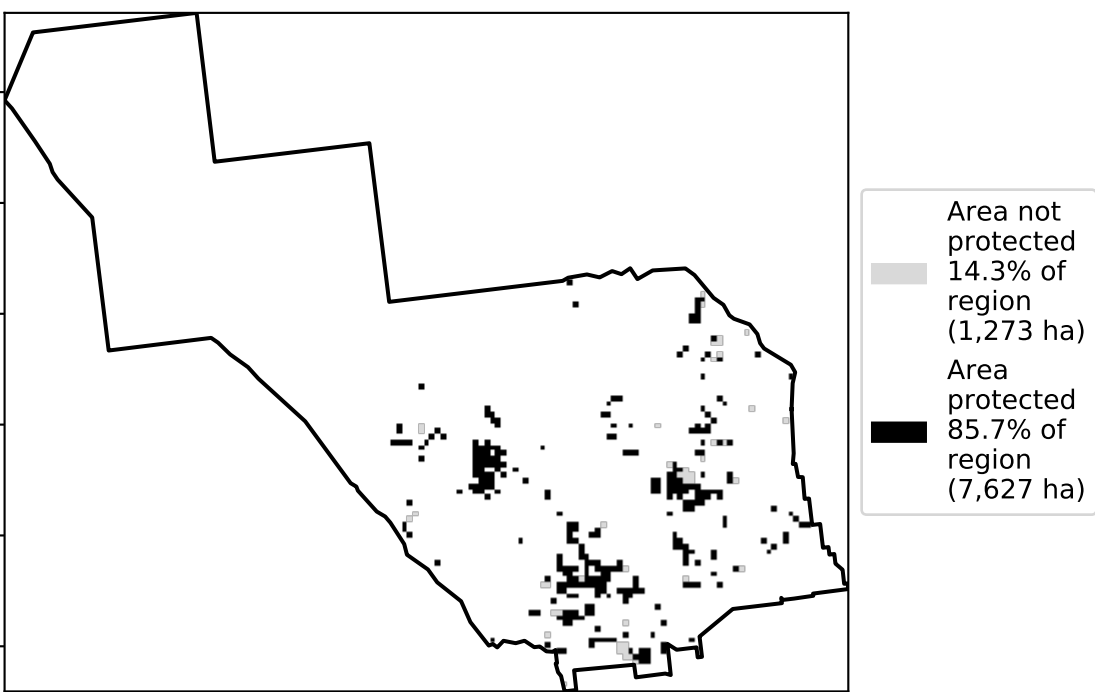 Area not
protected
14.3% of
region
(1,273 ha)
Area
protected
85.7% of
region
(7,627 ha)